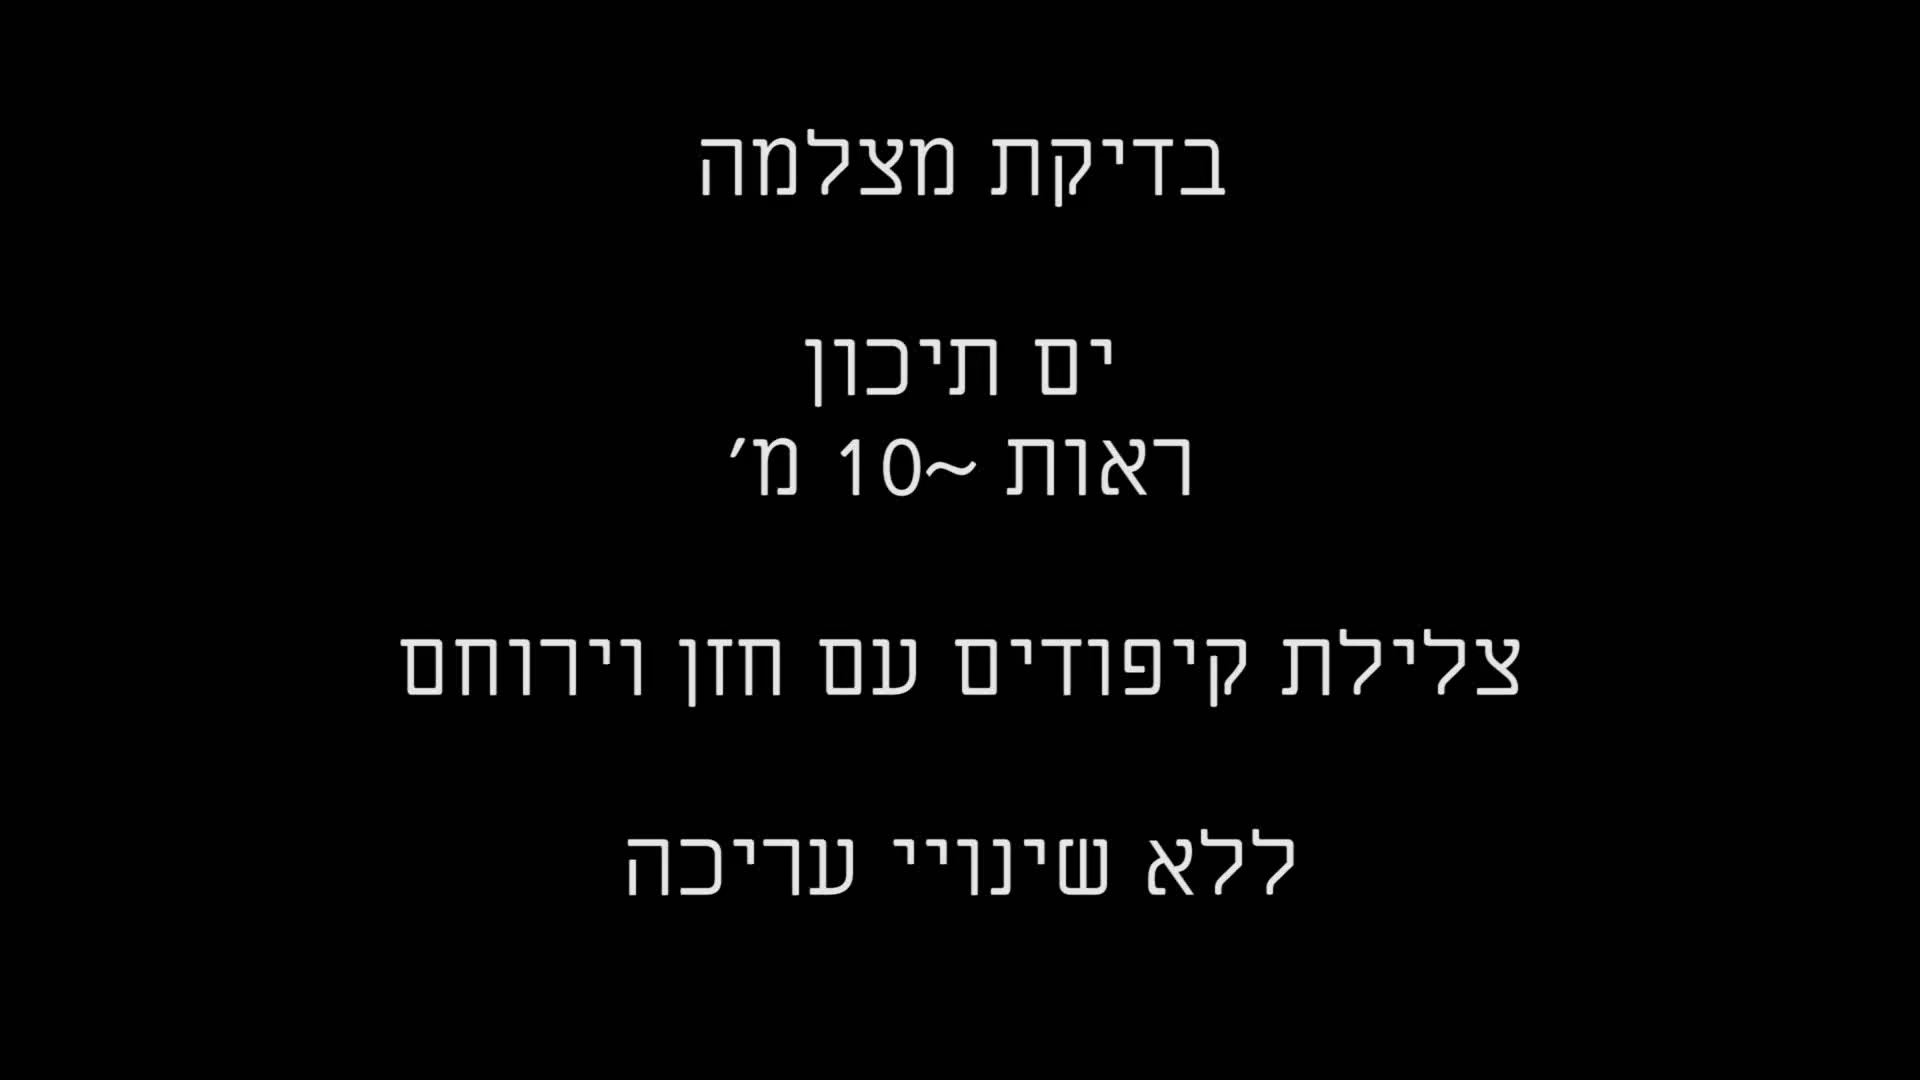 בדיקת מצלמה
ים תיכון
ראות ~10 מ'
צלילת קיפודים עם חזן וירוחם
ללא שינויי עריכה